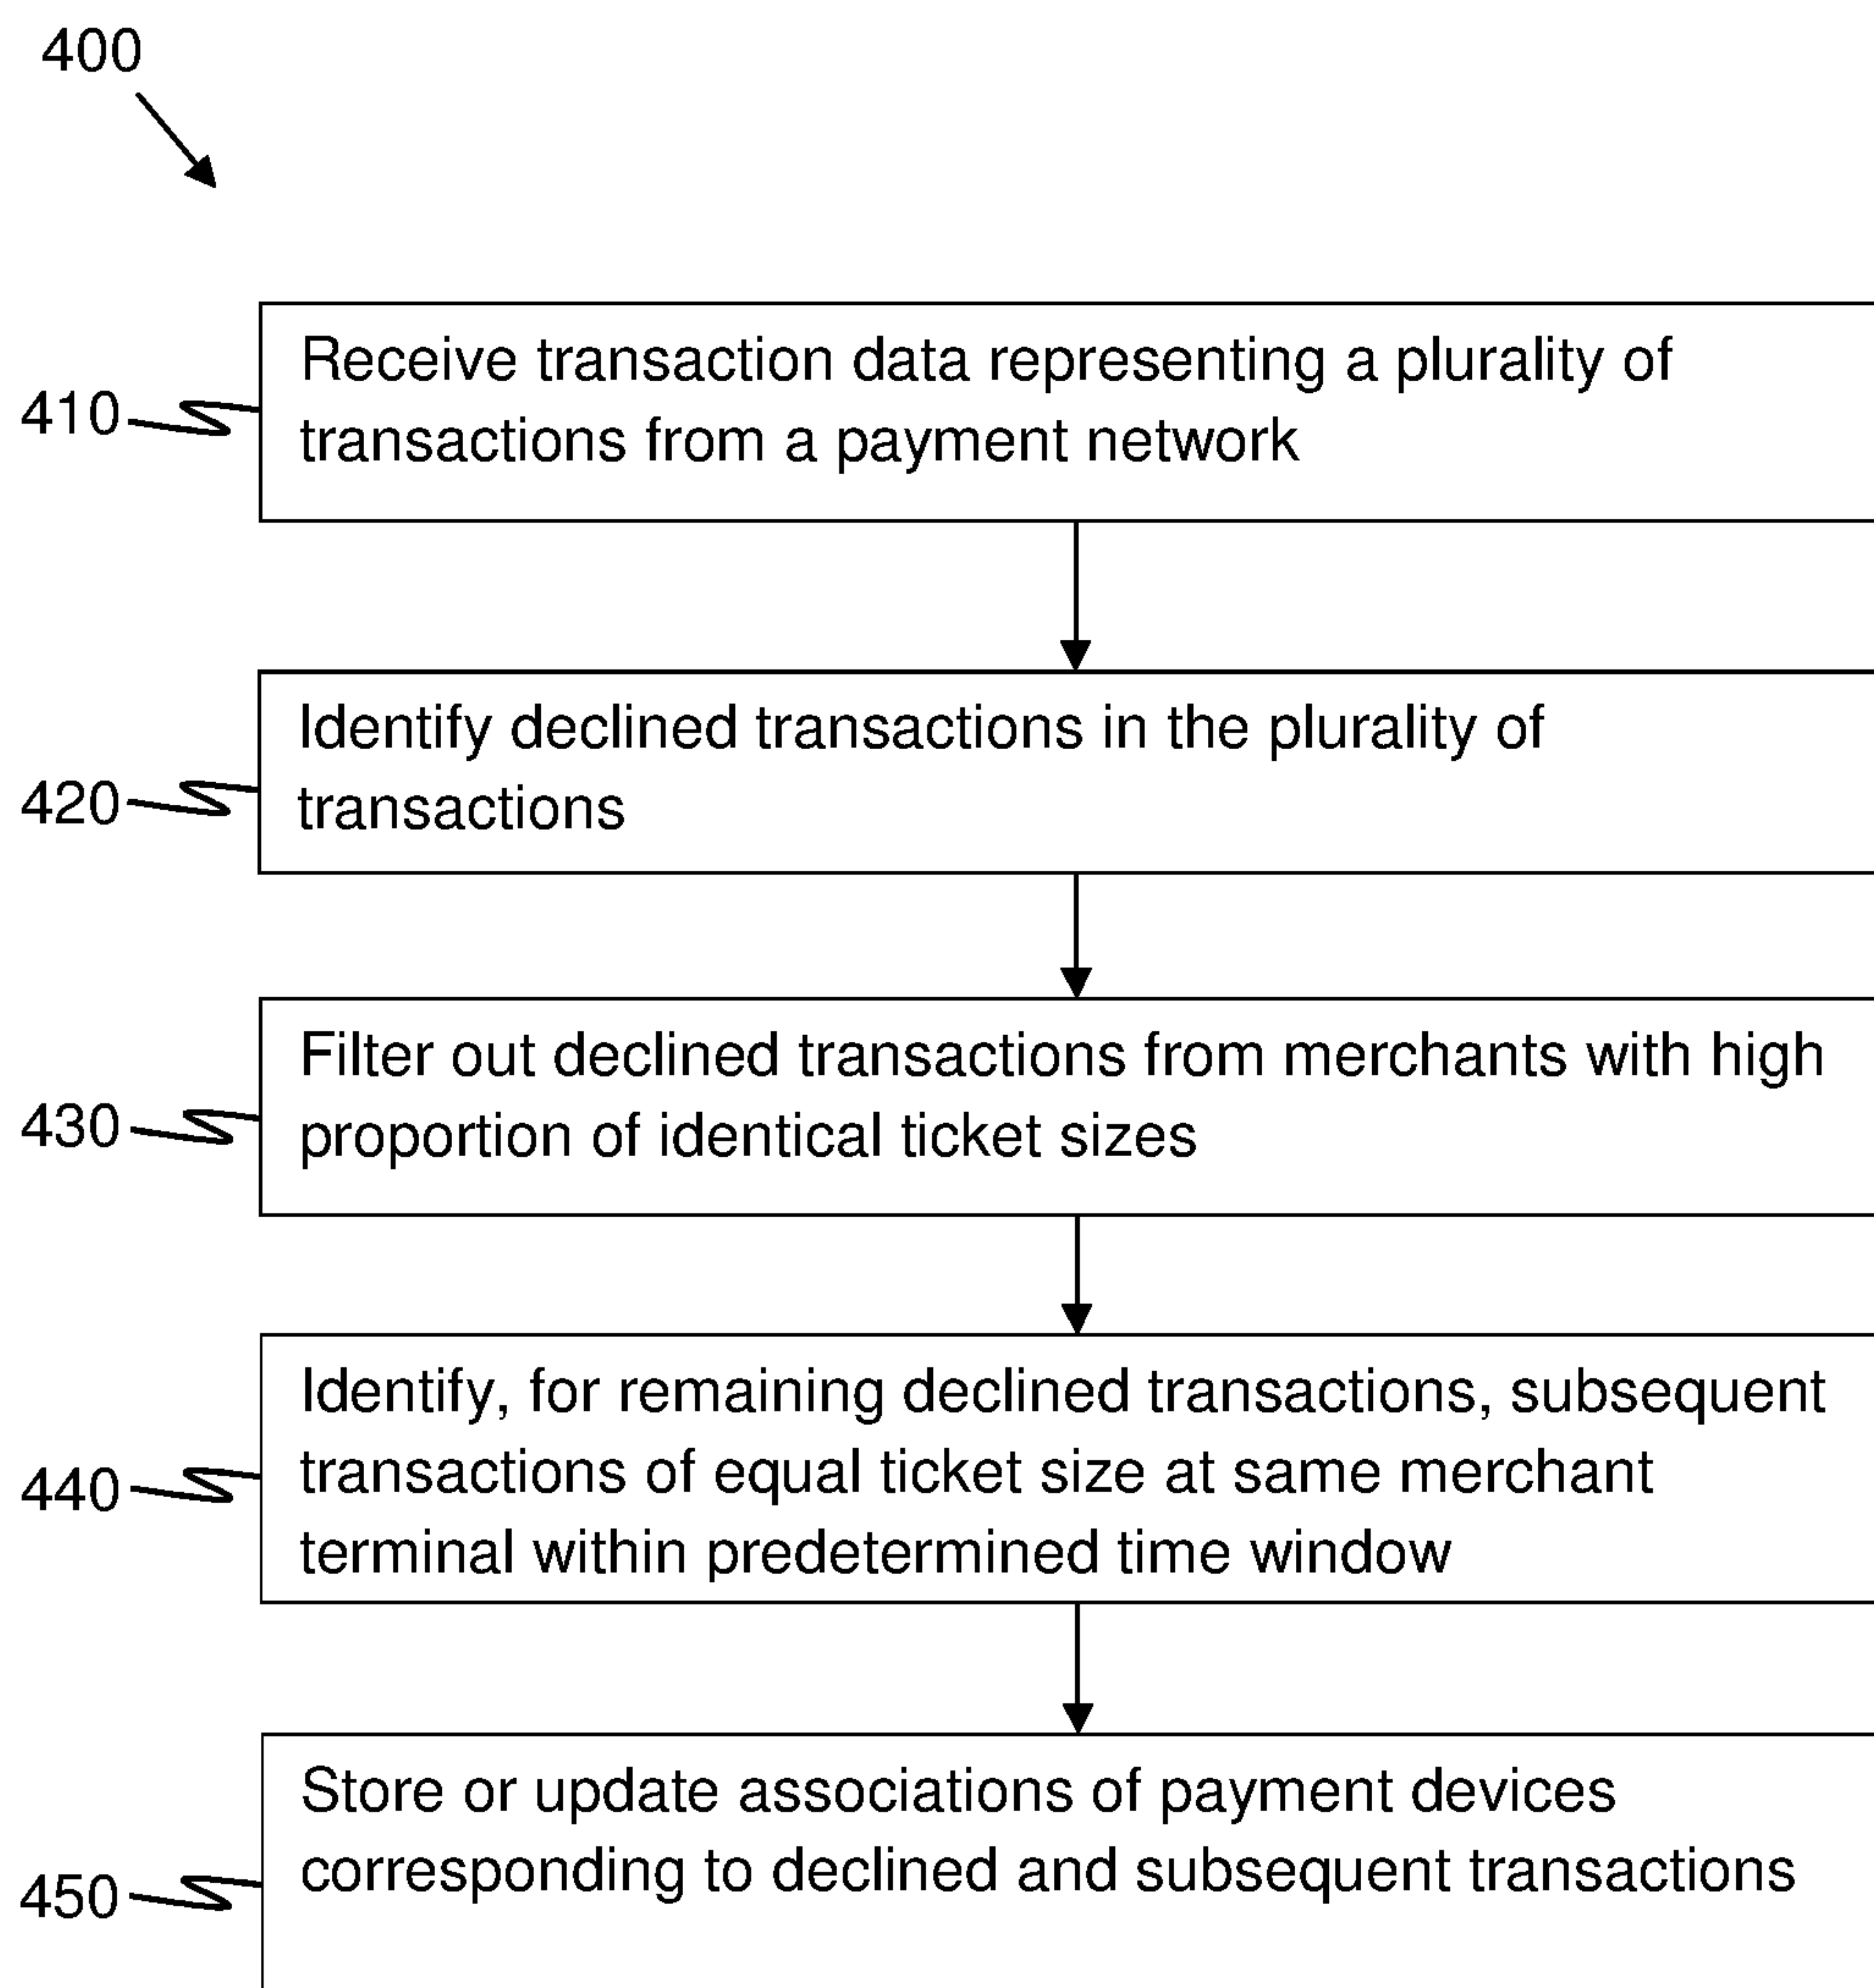 400
410
Receive transaction data representing a plurality of
transactions from a payment network
420
Identify declined transactions in the plurality of
transactions
430
Filter out declined transactions from merchants with high
proportion of identical ticket sizes
440
Identify, for remaining declined transactions, subsequent
transactions of equal ticket size at same merchant
terminal within predetermined time window
450
Store or update associations of payment devices
corresponding to declined and subsequent transactions